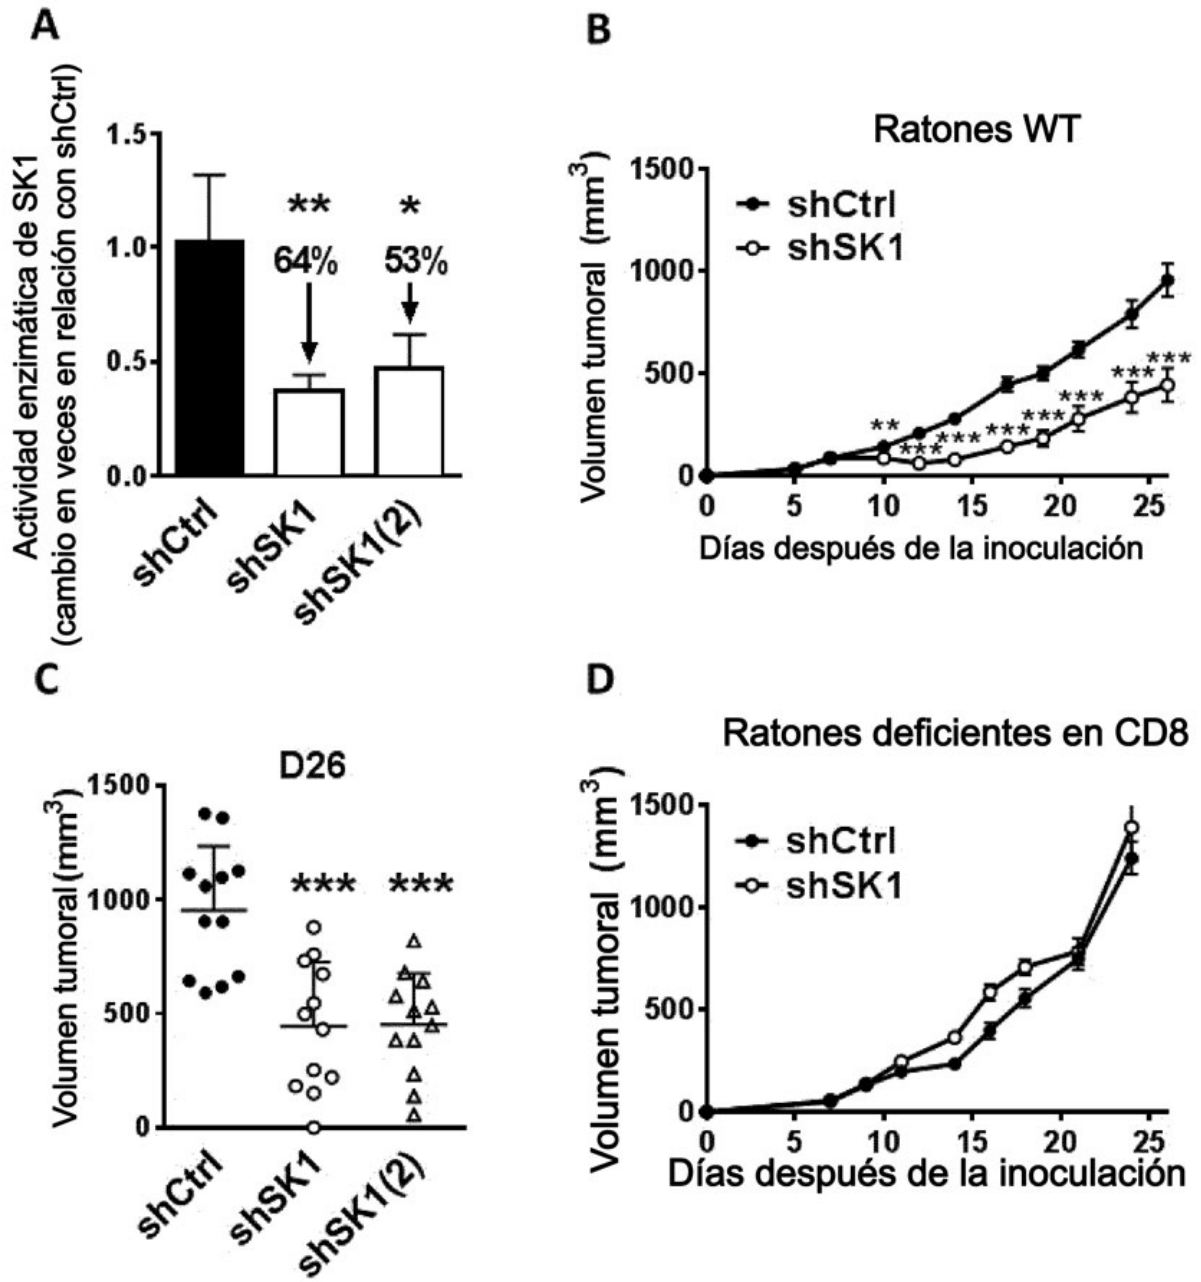 A
Actividad enzimática de SK1
(cambio en veces en relación con shCtrl)
1.5
1.0
0.5
0.0
**
*
64%
53%
shCtrl
shSK1
shSK1(2)
B
Ratones WT
Volumen tumoral (mm³)
1500
1000
500
0
shCtrl
shSK1
**
***
***
***
***
***
***
***
0 5 10 15 20 25
Días después de la inoculación
C
D26
Volumen tumoral (mm³)
1500
1000
500
0
*** ***
shCtrl
shSK1
shSK1(2)
D
Ratones deficientes en CD8
Volumen tumoral (mm³)
1500
1000
500
0
shCtrl
shSK1
0 5 10 15 20 25
Días después de la inoculación